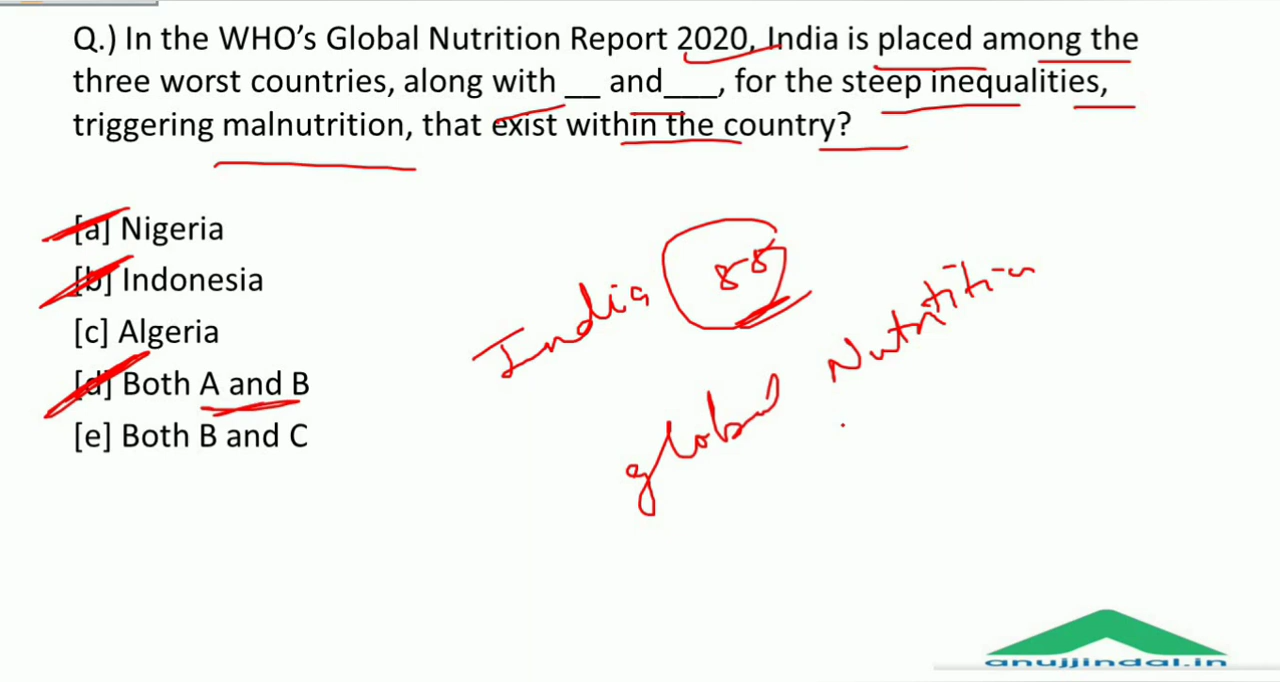 Q.) In the WHO’s Global Nutrition Report 2020, India is placed among the
three worst countries, along with __ and___, for the steep inequalities,
triggering malnutrition, that exist within the country?
[a] Nigeria
[b] Indonesia
[c] Algeria
[d] Both A and B
[e] Both B and C
India 88
global Nutrition
anujjindal.in